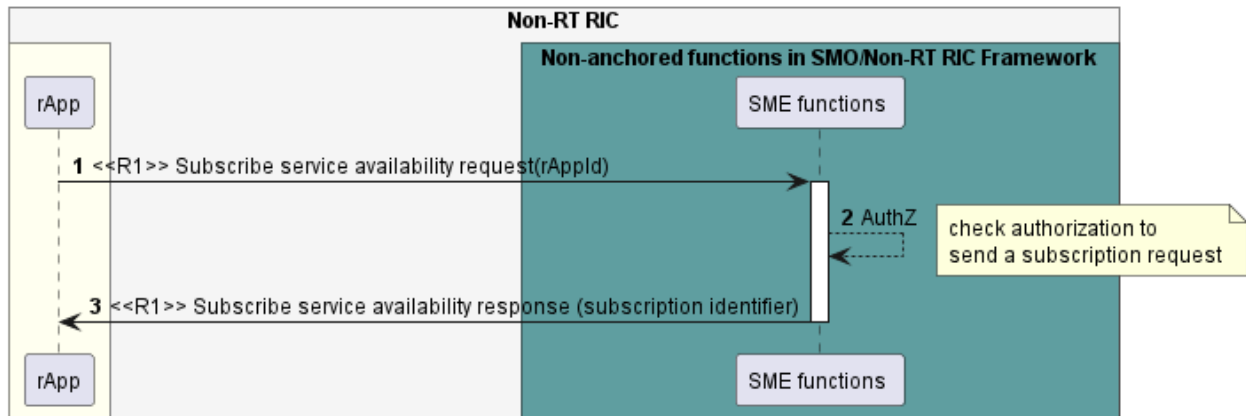 Non-RT RIC
Non-anchored functions in SMO/Non-RT RIC Framework
rApp
SME functions
1 <<R1>> Subscribe service availability request(rAppId)
2 AuthZ
check authorization to
send a subscription request
3 <<R1>> Subscribe service availability response (subscription identifier)
rApp
SME functions